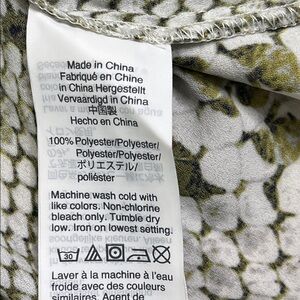 Made in China
Fabriqué en China
in China Hergestellt
Vervaardigd in China
中国製
Hecho en China
100% Polyester/Polyester/
Polyester/Polyester/
ポリエステル/
poliéster
Machine wash cold with
like colors. Non-chlorine
bleach only. Tumble dry
low. Iron on lowest setting.
30
Laver à la machine à l'eau
froide avec des couleurs
similaires. Agent de